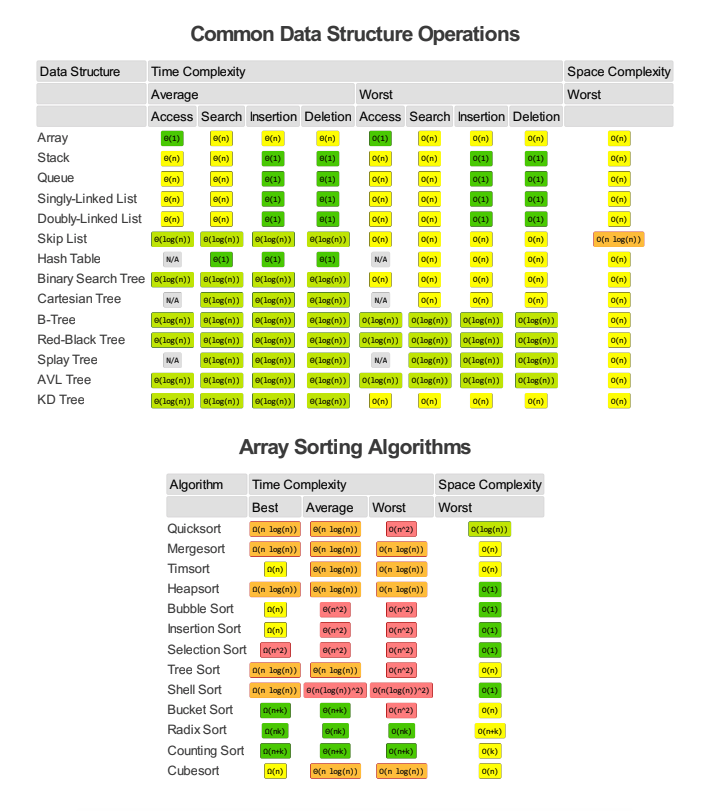 Common Data Structure Operations
Data Structure Time Complexity Space Complexity
Average Worst Worst
Access Search Insertion Deletion Access Search Insertion Deletion
Array Θ(1) Θ(n) Θ(n) Θ(n) O(1) O(n) O(n) O(n) O(n)
Stack Θ(n) Θ(n) Θ(1) Θ(1) O(n) O(n) O(1) O(1) O(n)
Queue Θ(n) Θ(n) Θ(1) Θ(1) O(n) O(n) O(1) O(1) O(n)
Singly-Linked List Θ(n) Θ(n) Θ(1) Θ(1) O(n) O(n) O(1) O(1) O(n)
Doubly-Linked List Θ(n) Θ(n) Θ(1) Θ(1) O(n) O(n) O(1) O(1) O(n)
Skip List Θ(log(n)) Θ(log(n)) Θ(log(n)) Θ(log(n)) O(n) O(n) O(n) O(n) O(n log(n))
Hash Table N/A Θ(1) Θ(1) Θ(1) N/A O(n) O(n) O(n) O(n)
Binary Search Tree Θ(log(n)) Θ(log(n)) Θ(log(n)) Θ(log(n)) O(n) O(n) O(n) O(n) O(n)
Cartesian Tree N/A Θ(log(n)) Θ(log(n)) Θ(log(n)) N/A O(n) O(n) O(n) O(n)
B-Tree Θ(log(n)) Θ(log(n)) Θ(log(n)) Θ(log(n)) O(log(n)) O(log(n)) O(log(n)) O(log(n)) O(n)
Red-Black Tree Θ(log(n)) Θ(log(n)) Θ(log(n)) Θ(log(n)) O(log(n)) O(log(n)) O(log(n)) O(log(n)) O(n)
Splay Tree N/A Θ(log(n)) Θ(log(n)) Θ(log(n)) N/A O(log(n)) O(log(n)) O(log(n)) O(n)
AVL Tree Θ(log(n)) Θ(log(n)) Θ(log(n)) Θ(log(n)) O(log(n)) O(log(n)) O(log(n)) O(log(n)) O(n)
KD Tree Θ(log(n)) Θ(log(n)) Θ(log(n)) Θ(log(n)) O(n) O(n) O(n) O(n) O(n)
Array Sorting Algorithms
Algorithm Time Complexity Space Complexity
Best Average Worst Worst
Quicksort Ω(n log(n)) Θ(n log(n)) O(n^2) O(log(n))
Mergesort Ω(n log(n)) Θ(n log(n)) O(n log(n)) O(n)
Timsort Ω(n) Θ(n log(n)) O(n log(n)) O(n)
Heapsort Ω(n log(n)) Θ(n log(n)) O(n log(n)) O(1)
Bubble Sort Ω(n) Θ(n^2) O(n^2) O(1)
Insertion Sort Ω(n) Θ(n^2) O(n^2) O(1)
Selection Sort Ω(n^2) Θ(n^2) O(n^2) O(1)
Tree Sort Ω(n log(n)) Θ(n log(n)) O(n^2) O(n)
Shell Sort Ω(n log(n)) Θ(n(log(n))^2) O(n(log(n))^2) O(1)
Bucket Sort Ω(n+k) Θ(n+k) O(n^2) O(n)
Radix Sort Ω(nk) Θ(nk) O(nk) O(n+k)
Counting Sort Ω(n+k) Θ(n+k) O(n+k) O(k)
Cubesort Ω(n) Θ(n log(n)) O(n log(n)) O(n)